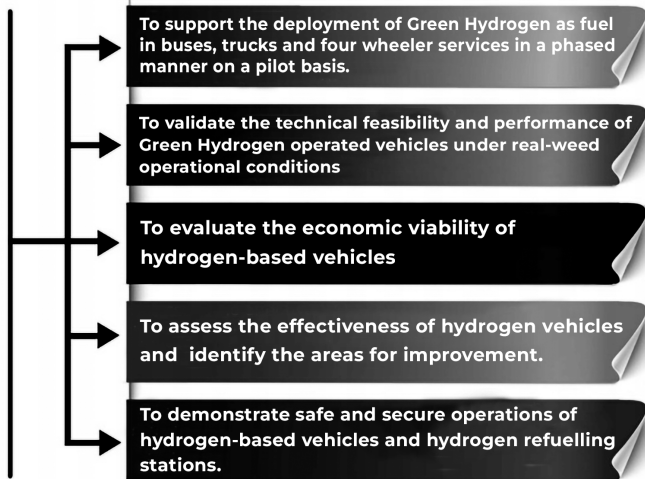 To support the deployment of Green Hydrogen as fuel
in buses, trucks and four wheeler services in a phased
manner on a pilot basis.
To validate the technical feasibility and performance of
Green Hydrogen operated vehicles under real-weed
operational conditions
To evaluate the economic viability of
hydrogen-based vehicles
To assess the effectiveness of hydrogen vehicles
and identify the areas for improvement.
To demonstrate safe and secure operations of
hydrogen-based vehicles and hydrogen refuelling
stations.